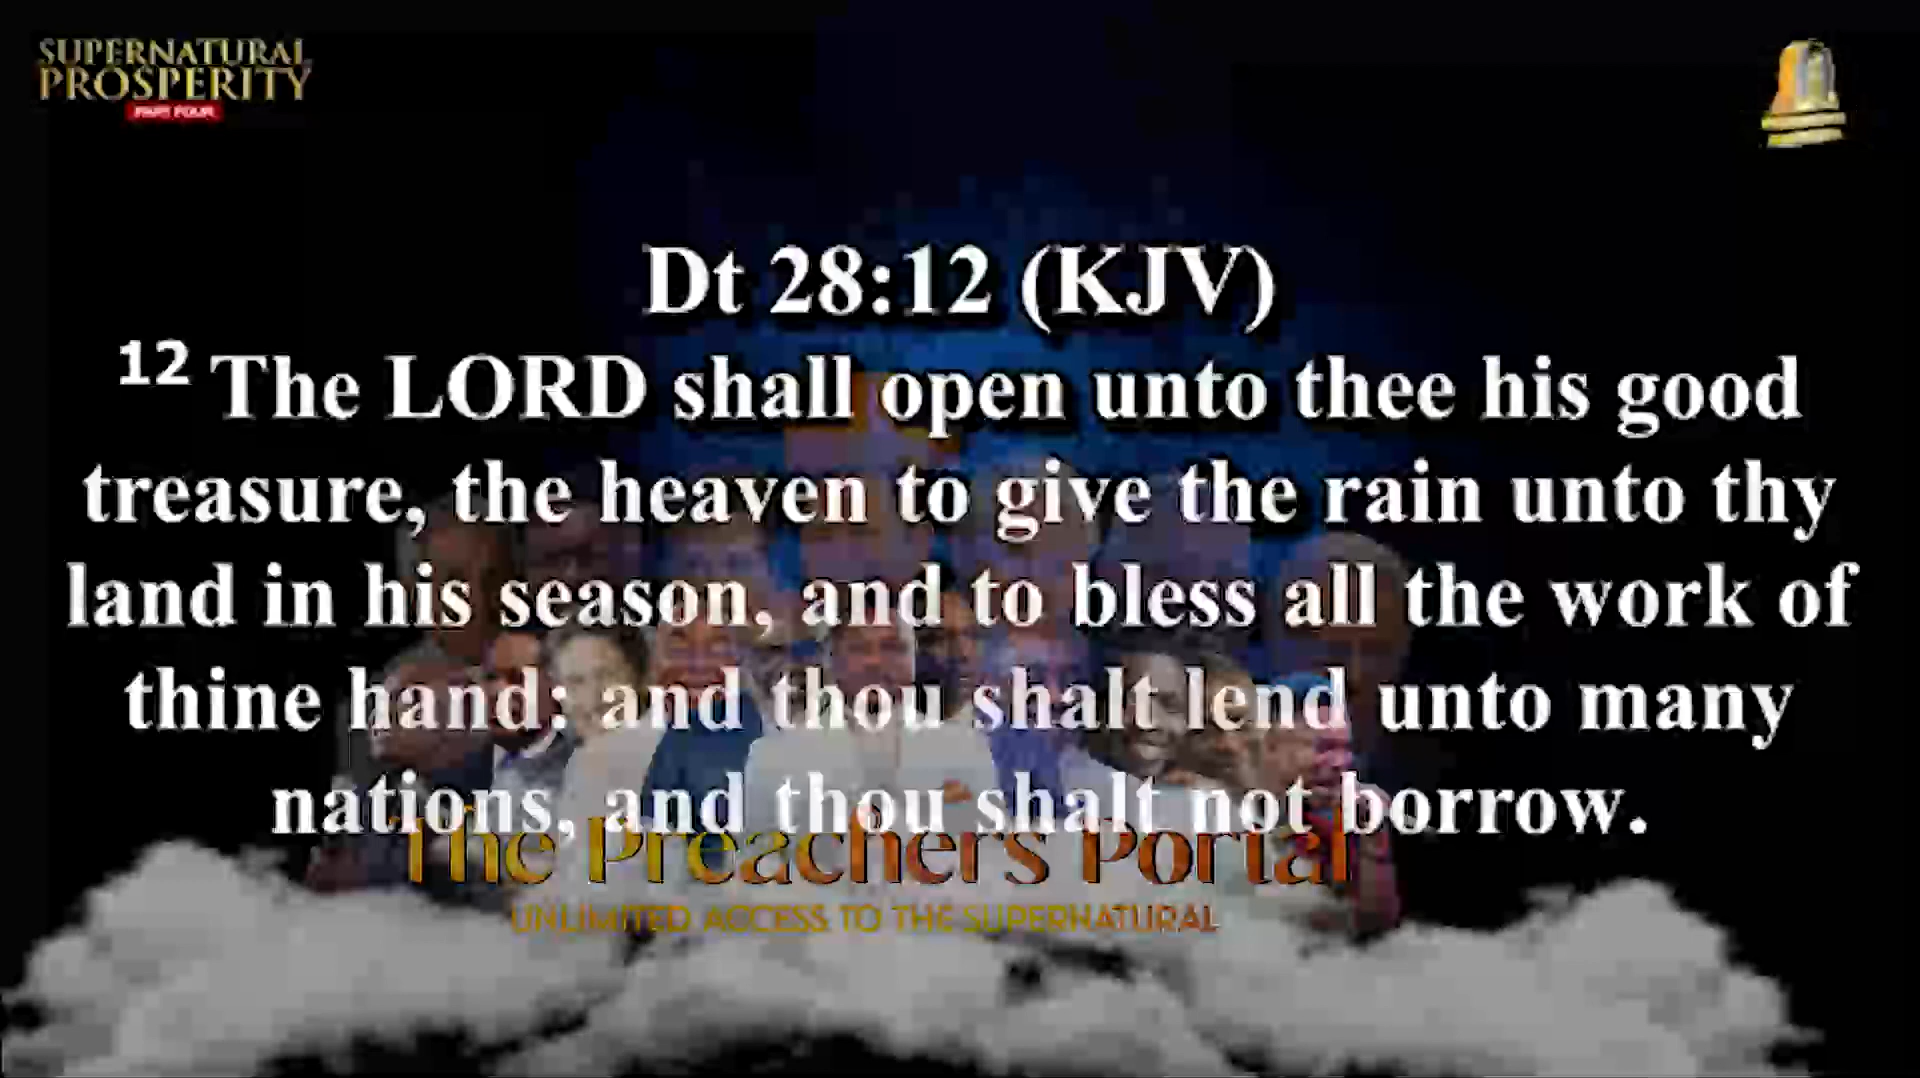 SUPERNATURAL
PROSPERITY
PART FOUR
Dt 28:12 (KJV)
12 The LORD shall open unto thee his good
treasure, the heaven to give the rain unto thy
land in his season, and to bless all the work of
thine hand: and thou shalt lend unto many
nations, and thou shalt not borrow.
The Preachers Portal
UNLIMITED ACCESS TO THE SUPERNATURAL